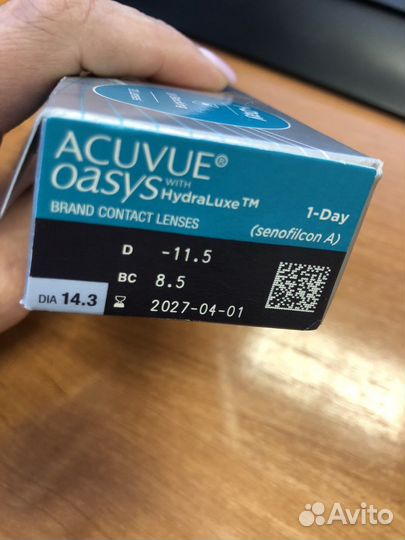 ACUVUE®
oasys WITH HydraLuxe™
BRAND CONTACT LENSES
1-Day
(senofilcon A)
D -11.5
BC 8.5
DIA 14.3
2027-04-01
Avito